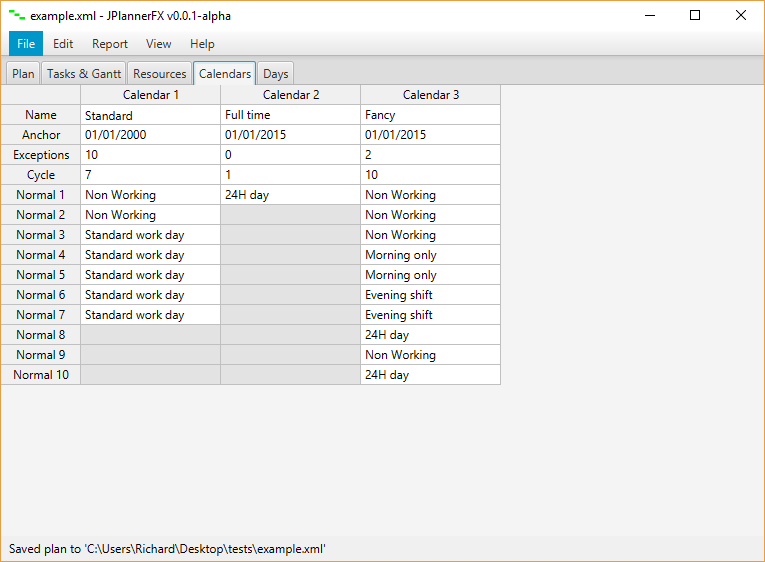 example.xml - JPlannerFX v0.0.1-alpha
File Edit Report View Help
Plan Tasks & Gantt Resources Calendars Days
Calendar 1 Calendar 2 Calendar 3
Name Standard Full time Fancy
Anchor 01/01/2000 01/01/2015 01/01/2015
Exceptions 10 0 2
Cycle 7 1 10
Normal 1 Non Working 24H day Non Working
Normal 2 Non Working Non Working
Normal 3 Standard work day Non Working
Normal 4 Standard work day Morning only
Normal 5 Standard work day Morning only
Normal 6 Standard work day Evening shift
Normal 7 Standard work day Evening shift
Normal 8 24H day
Normal 9 Non Working
Normal 10 24H day
Saved plan to 'C:\Users\Richard\Desktop\tests\example.xml'